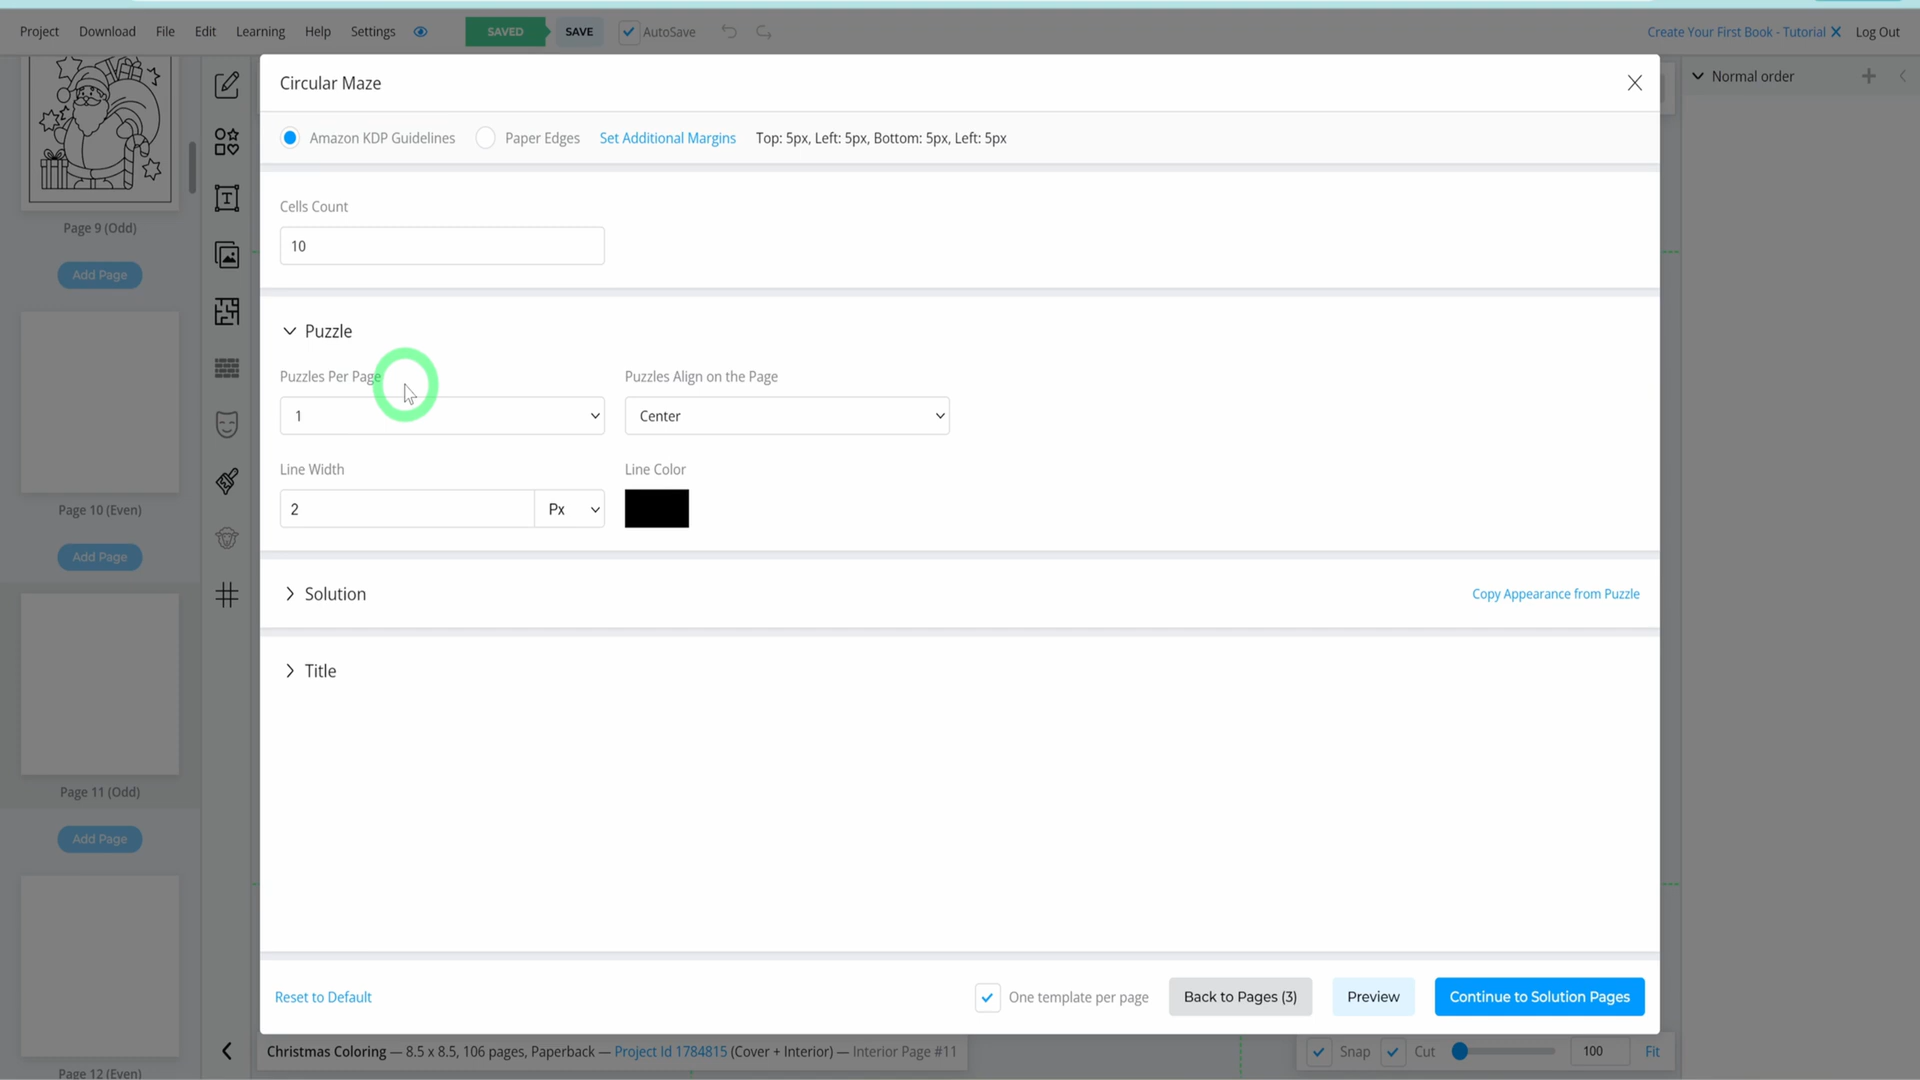 Project Download File Edit Learning Help Settings SAVED SAVE AutoSave Create Your First Book - Tutorial X Log Out
Circular Maze
Normal order
Amazon KDP Guidelines Paper Edges Set Additional Margins Top: 5px, Left: 5px, Bottom: 5px, Left: 5px
Cells Count
10
Page 9 (Odd)
Add Page
Puzzle
Puzzles Per Page Puzzles Align on the Page
1 Center
Line Width Line Color
2 Px
Page 10 (Even)
Add Page
Solution Copy Appearance from Puzzle
Title
Page 11 (Odd)
Add Page
Reset to Default One template per page Back to Pages (3) Preview Continue to Solution Pages
Christmas Coloring — 8.5 x 8.5, 106 pages, Paperback — Project Id 1784815 (Cover + Interior) — Interior Page #11 Snap Cut 100 Fit
Page 12 (Even)